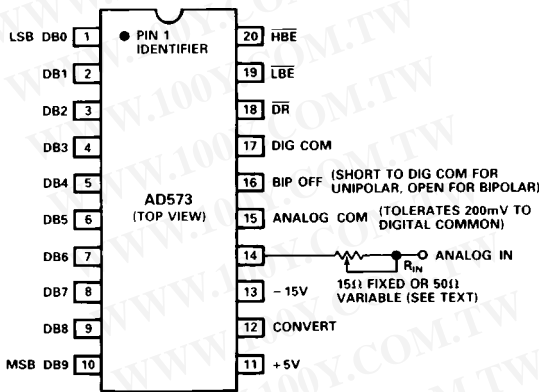 LSB DB0 1 ● PIN 1 IDENTIFIER 20 HBE
DB1 2 19 LBE
DB2 3 18 DR
DB3 4 17 DIG COM
DB4 5 16 BIP OFF (SHORT TO DIG COM FOR
UNIPOLAR, OPEN FOR BIPOLAR)
AD573
(TOP VIEW)
DB5 6 15 ANALOG COM (TOLERATES 200mV TO
DIGITAL COMMON)
DB6 7 14 RIN ANALOG IN
15Ω FIXED OR 50Ω
VARIABLE (SEE TEXT)
DB7 8 13 –15V
DB8 9 12 CONVERT
MSB DB9 10 11 +5V
WWW.100Y.COM.TW